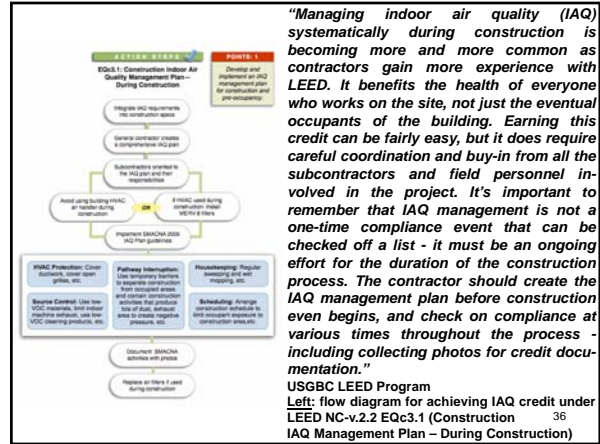 ACTION STEPS
POINTS: 1
EQc3.1: Construction Indoor Air
Quality Management Plan –
During Construction
Develop and
implement an IAQ
management plan
for construction and
pre-occupancy.
Integrate IAQ requirements
into construction specs
General contractor creates
a comprehensive IAQ plan
Subcontractors oriented to
the IAQ plan and their
responsibilities
Avoid using building HVAC
air handler during
construction
OR
If HVAC used during
construction: install
MERV-8 filters
Implement SMACNA
IAQ Plan guidelines
HVAC Protection: Cover
ductwork, cover open
grilles, etc.
Source Control: Use low-
VOC materials, limit indoor
machine exhaust, use low-
VOC cleaning products, etc.
Pathway Interruption:
Use temporary barriers
to separate construction
from occupied areas
and contain construction
activities that produce
lots of dust, exhaust
area to create negative
pressure, etc.
Housekeeping: Regular
sweeping and wet
mopping, etc.
Scheduling: Arrange
construction schedule to
limit occupant exposure to
construction area, etc.
Document SMACNA
activities with photos
Replace air filters if used
during construction
“Managing indoor air quality (IAQ)
systematically during construction is
becoming more and more common as
contractors gain more experience with
LEED. It benefits the health of everyone
who works on the site, not just the eventual
occupants of the building. Earning this
credit can be fairly easy, but it does require
careful coordination and buy-in from all the
subcontractors and field personnel in-
volved in the project. It’s important to
remember that IAQ management is not a
one-time compliance event that can be
checked off a list - it must be an ongoing
effort for the duration of the construction
process. The contractor should create the
IAQ management plan before construction
even begins, and check on compliance at
various times throughout the process -
including collecting photos for credit docu-
mentation.”
USGBC LEED Program
Left: flow diagram for achieving IAQ credit under
LEED NC-v.2.2 EQc3.1 (Construction 36
IAQ Management Plan – During Construction)